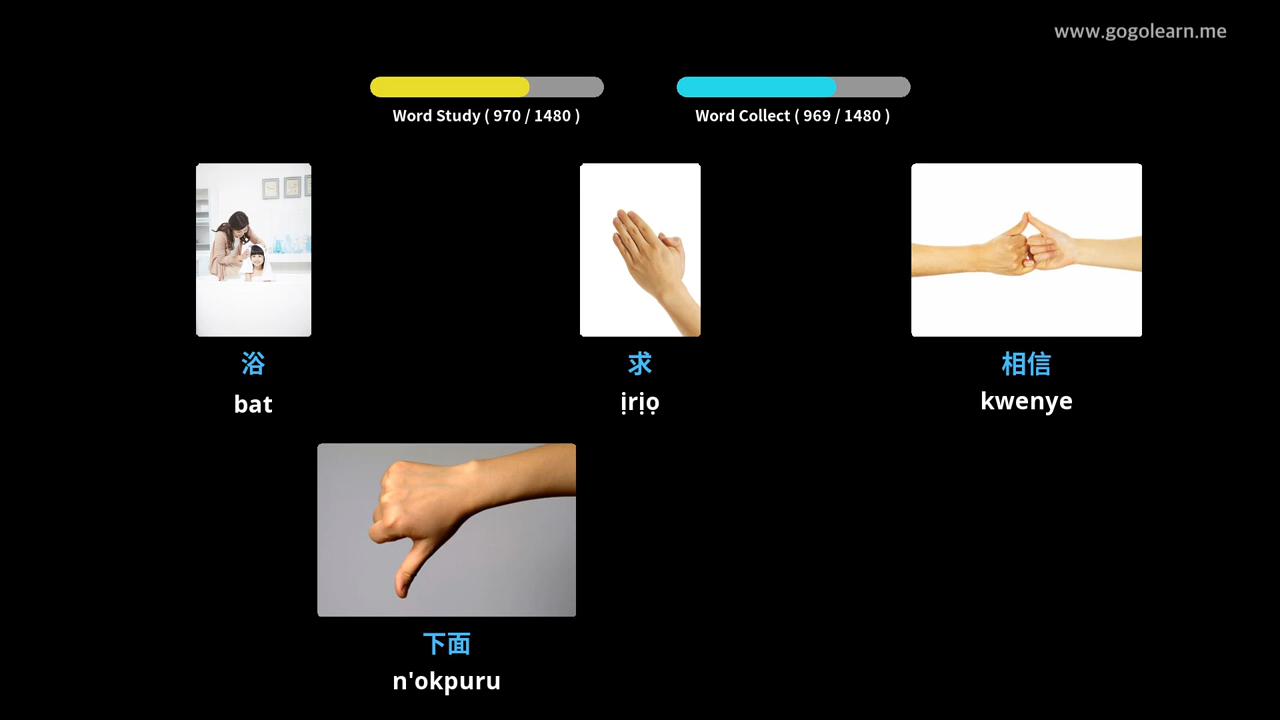 www.gogolearn.me
Word Study ( 970 / 1480 )
Word Collect ( 969 / 1480 )
浴
求
相信
bat
ịrịọ
kwenye
下面
n'okpuru